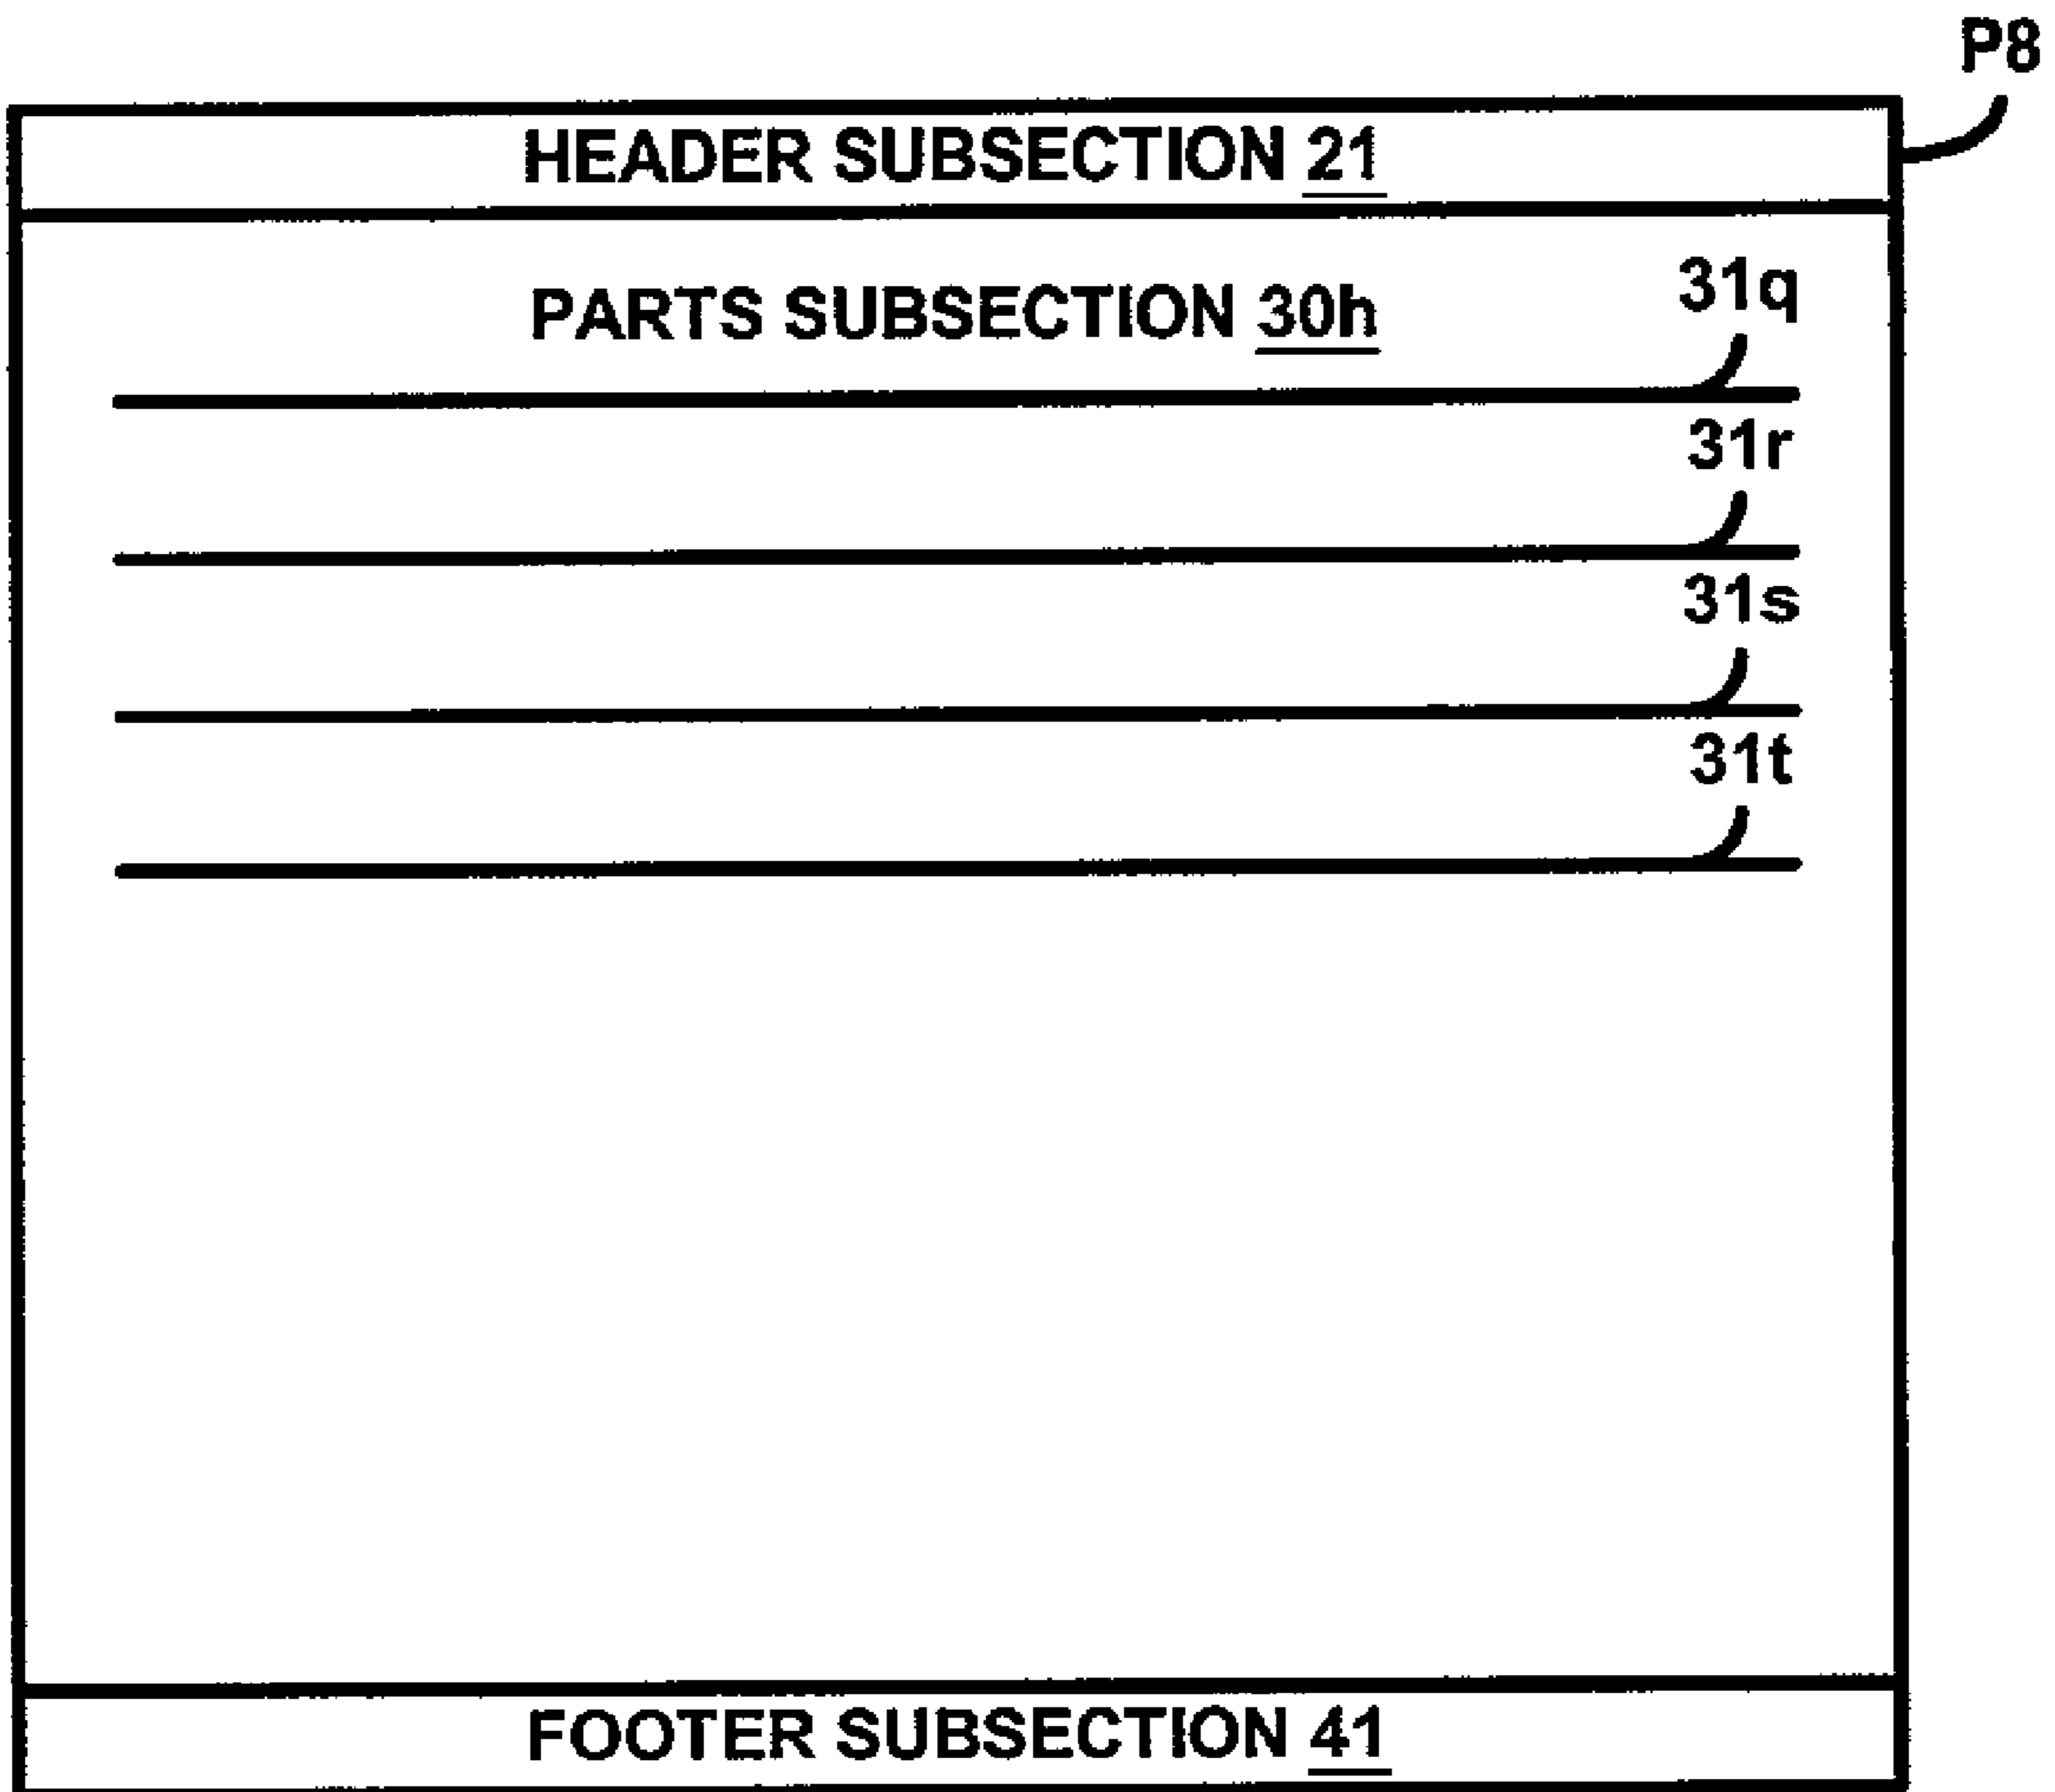 P8
HEADER SUBSECTION 21
PARTS SUBSECTION 30h
31q
31r
31s
31t
FOOTER SUBSECTION 41